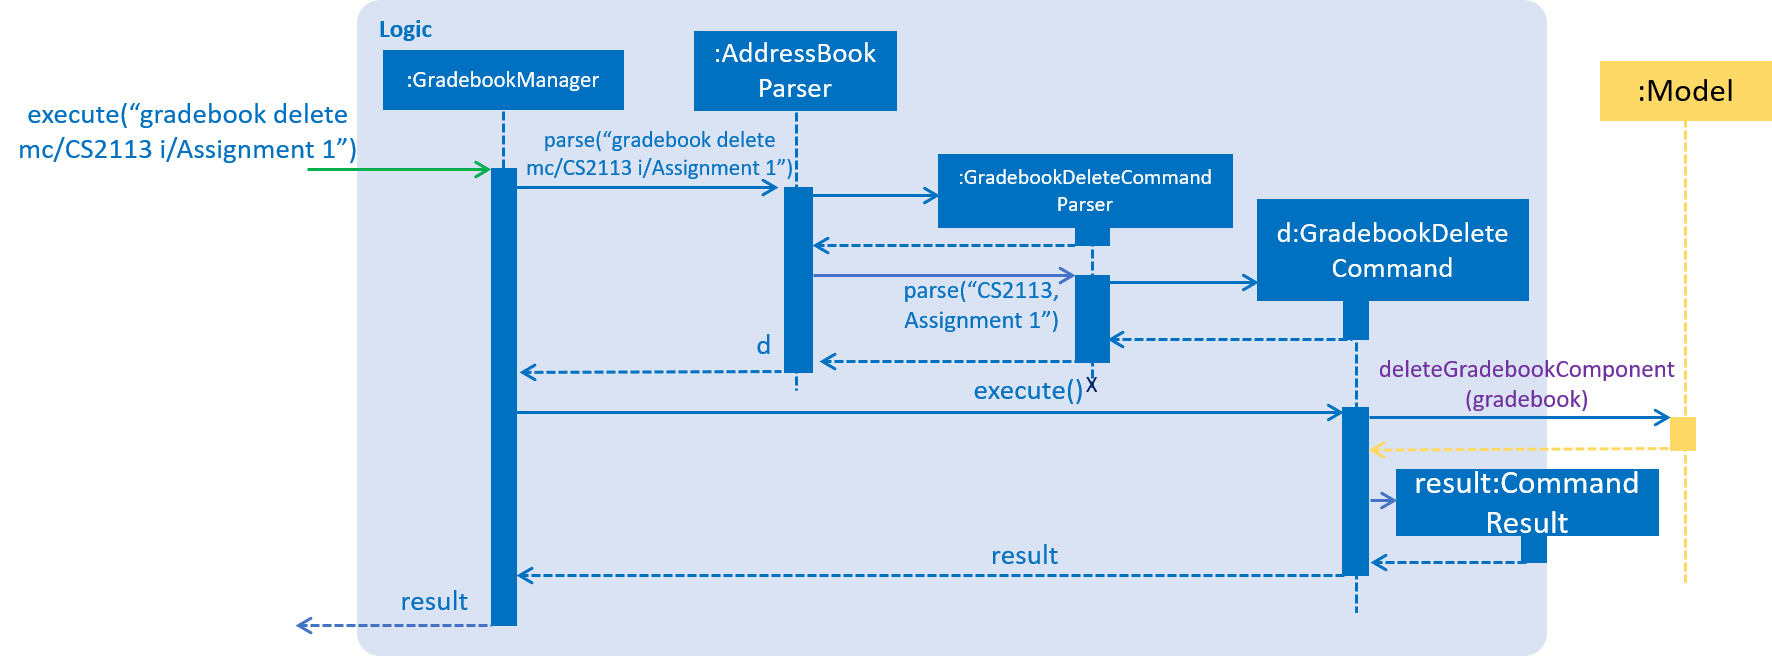 Logic
:GradebookManager
:AddressBook
Parser
:Model
execute(“gradebook delete
mc/CS2113 i/Assignment 1”)
parse(“gradebook delete
mc/CS2113 i/Assignment 1”)
:GradebookDeleteCommand
Parser
d:GradebookDelete
Command
parse(“CS2113,
Assignment 1”)
d
execute()
X
deleteGradebookComponent
(gradebook)
result:Command
Result
result
result